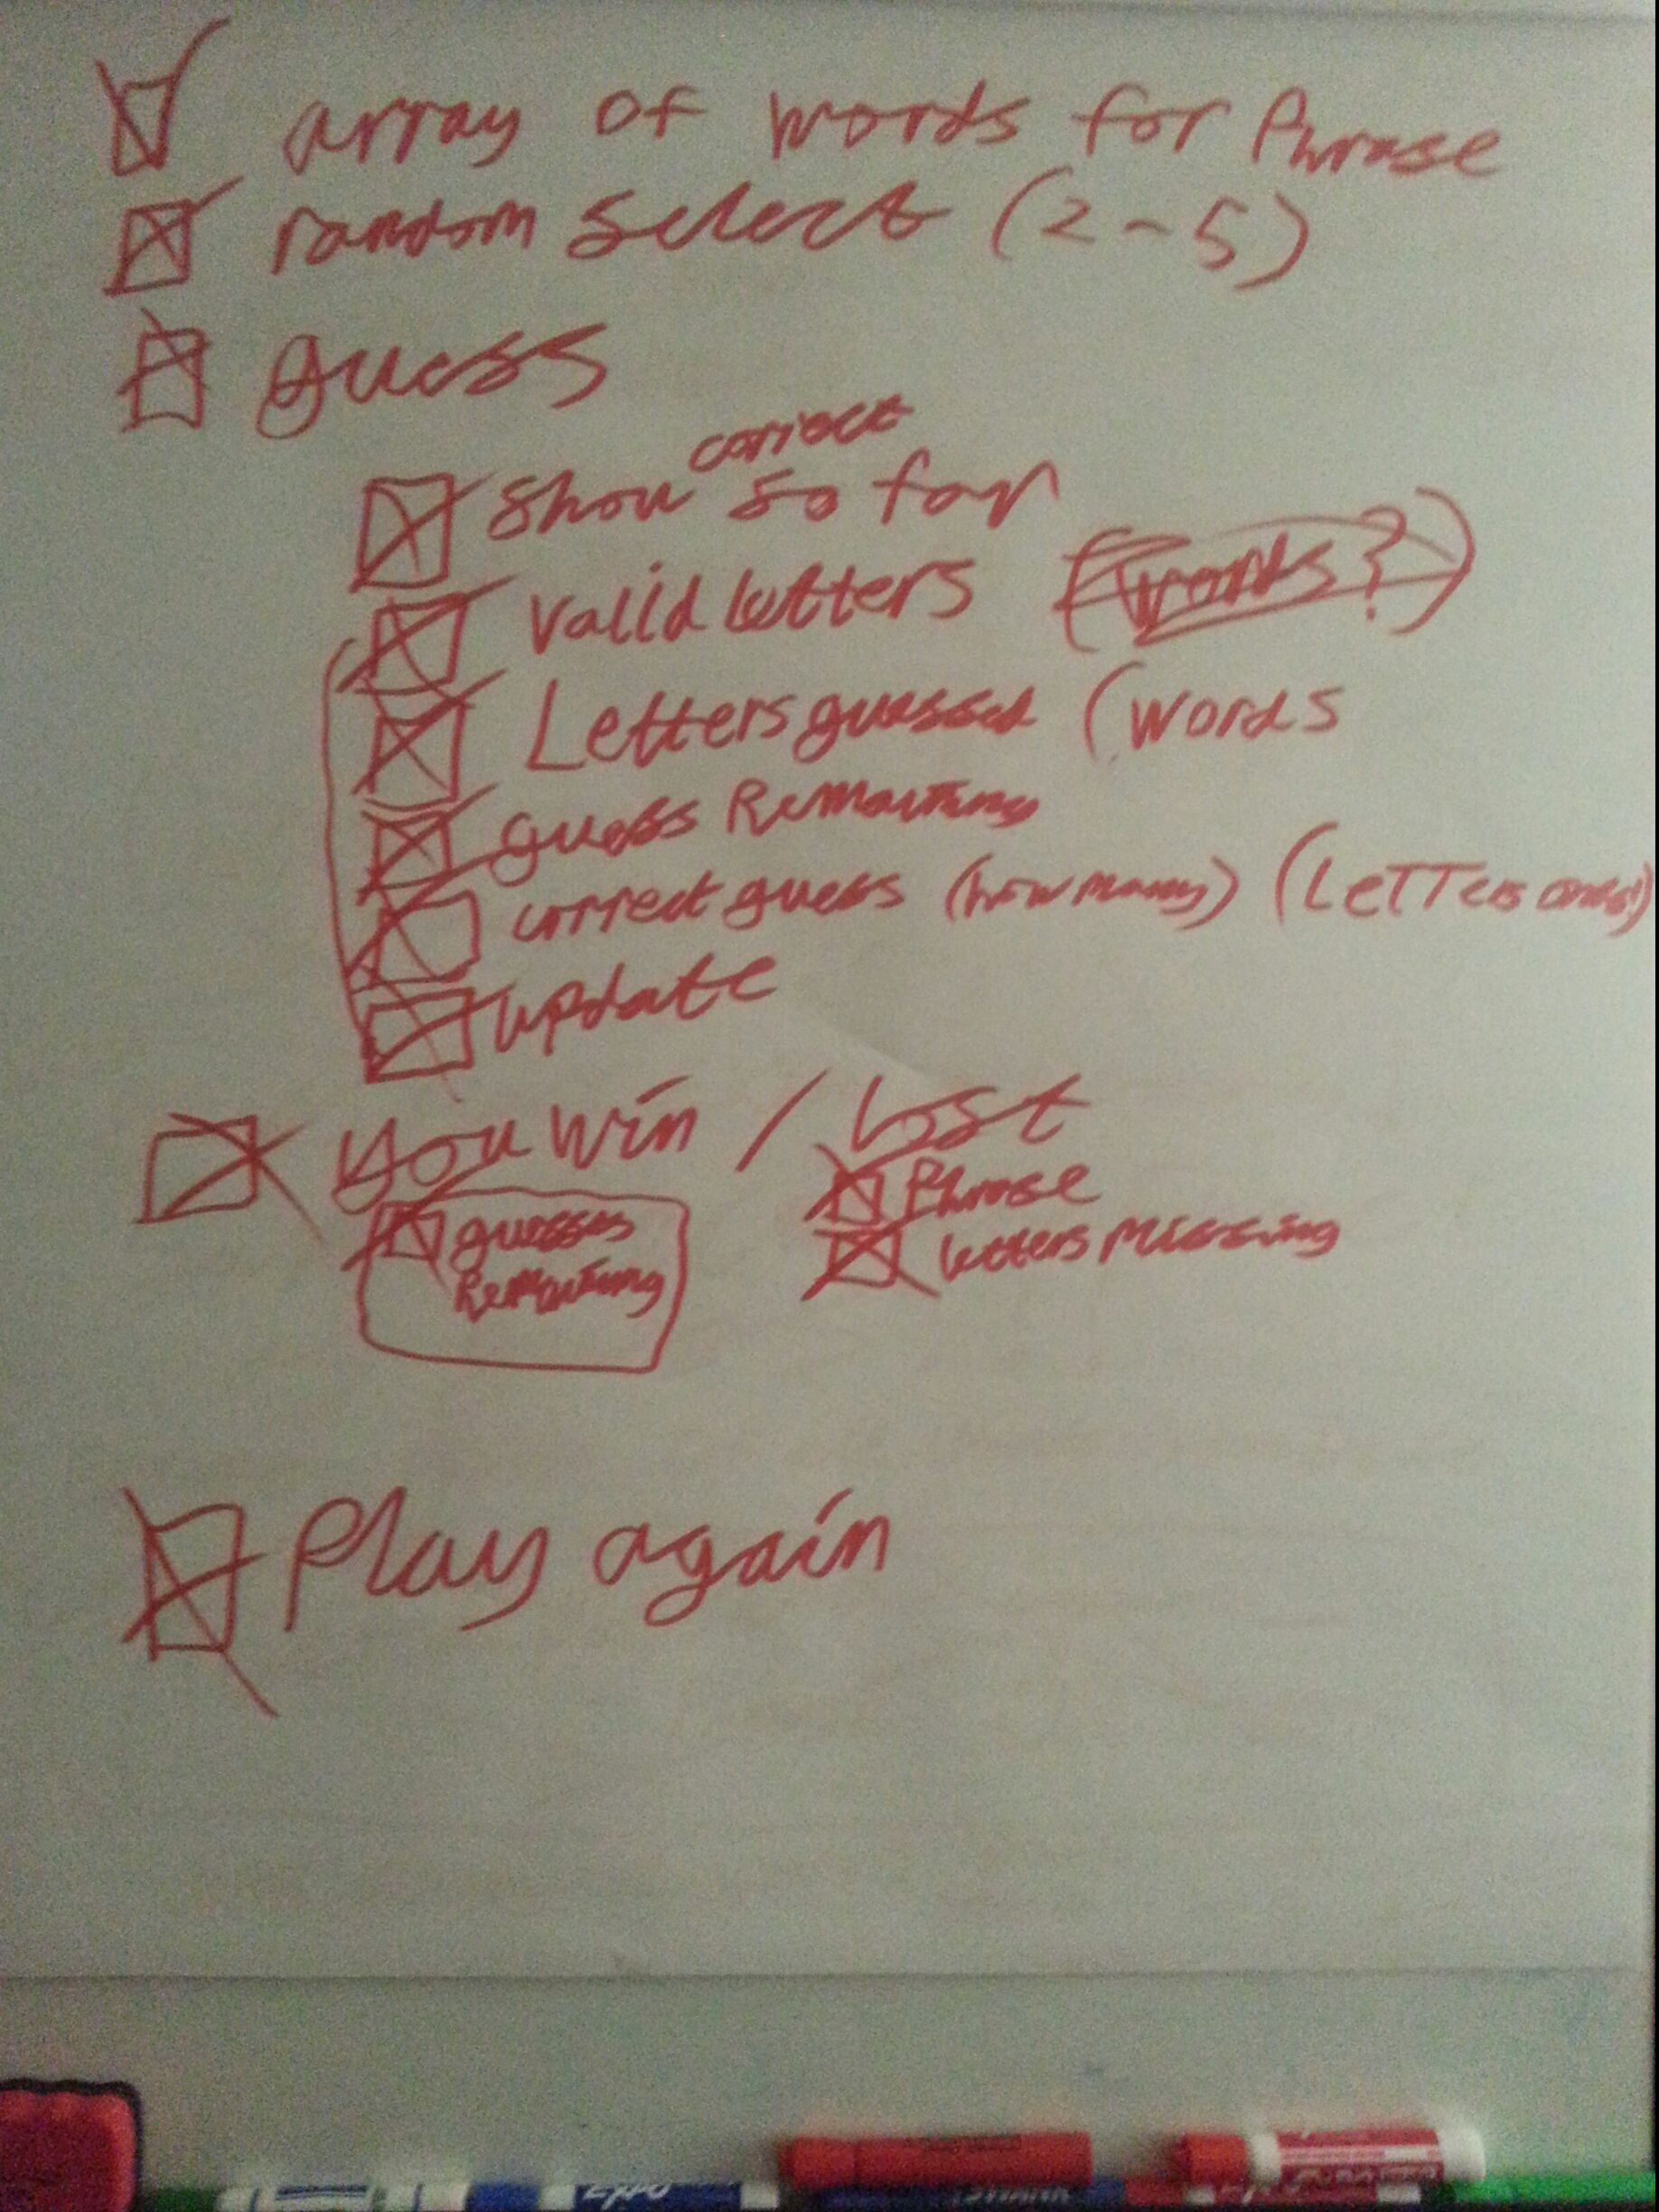 array of words for Phrase
random select (2-5)
guess
correct
show so far
valid letters (words?)
Letters guessed (words
guess Remaining
correct guess (how many) (Letters ones!)
update
you win / Lost
guesses
Remaining
Phrase
letters missing
Play again
EXPO